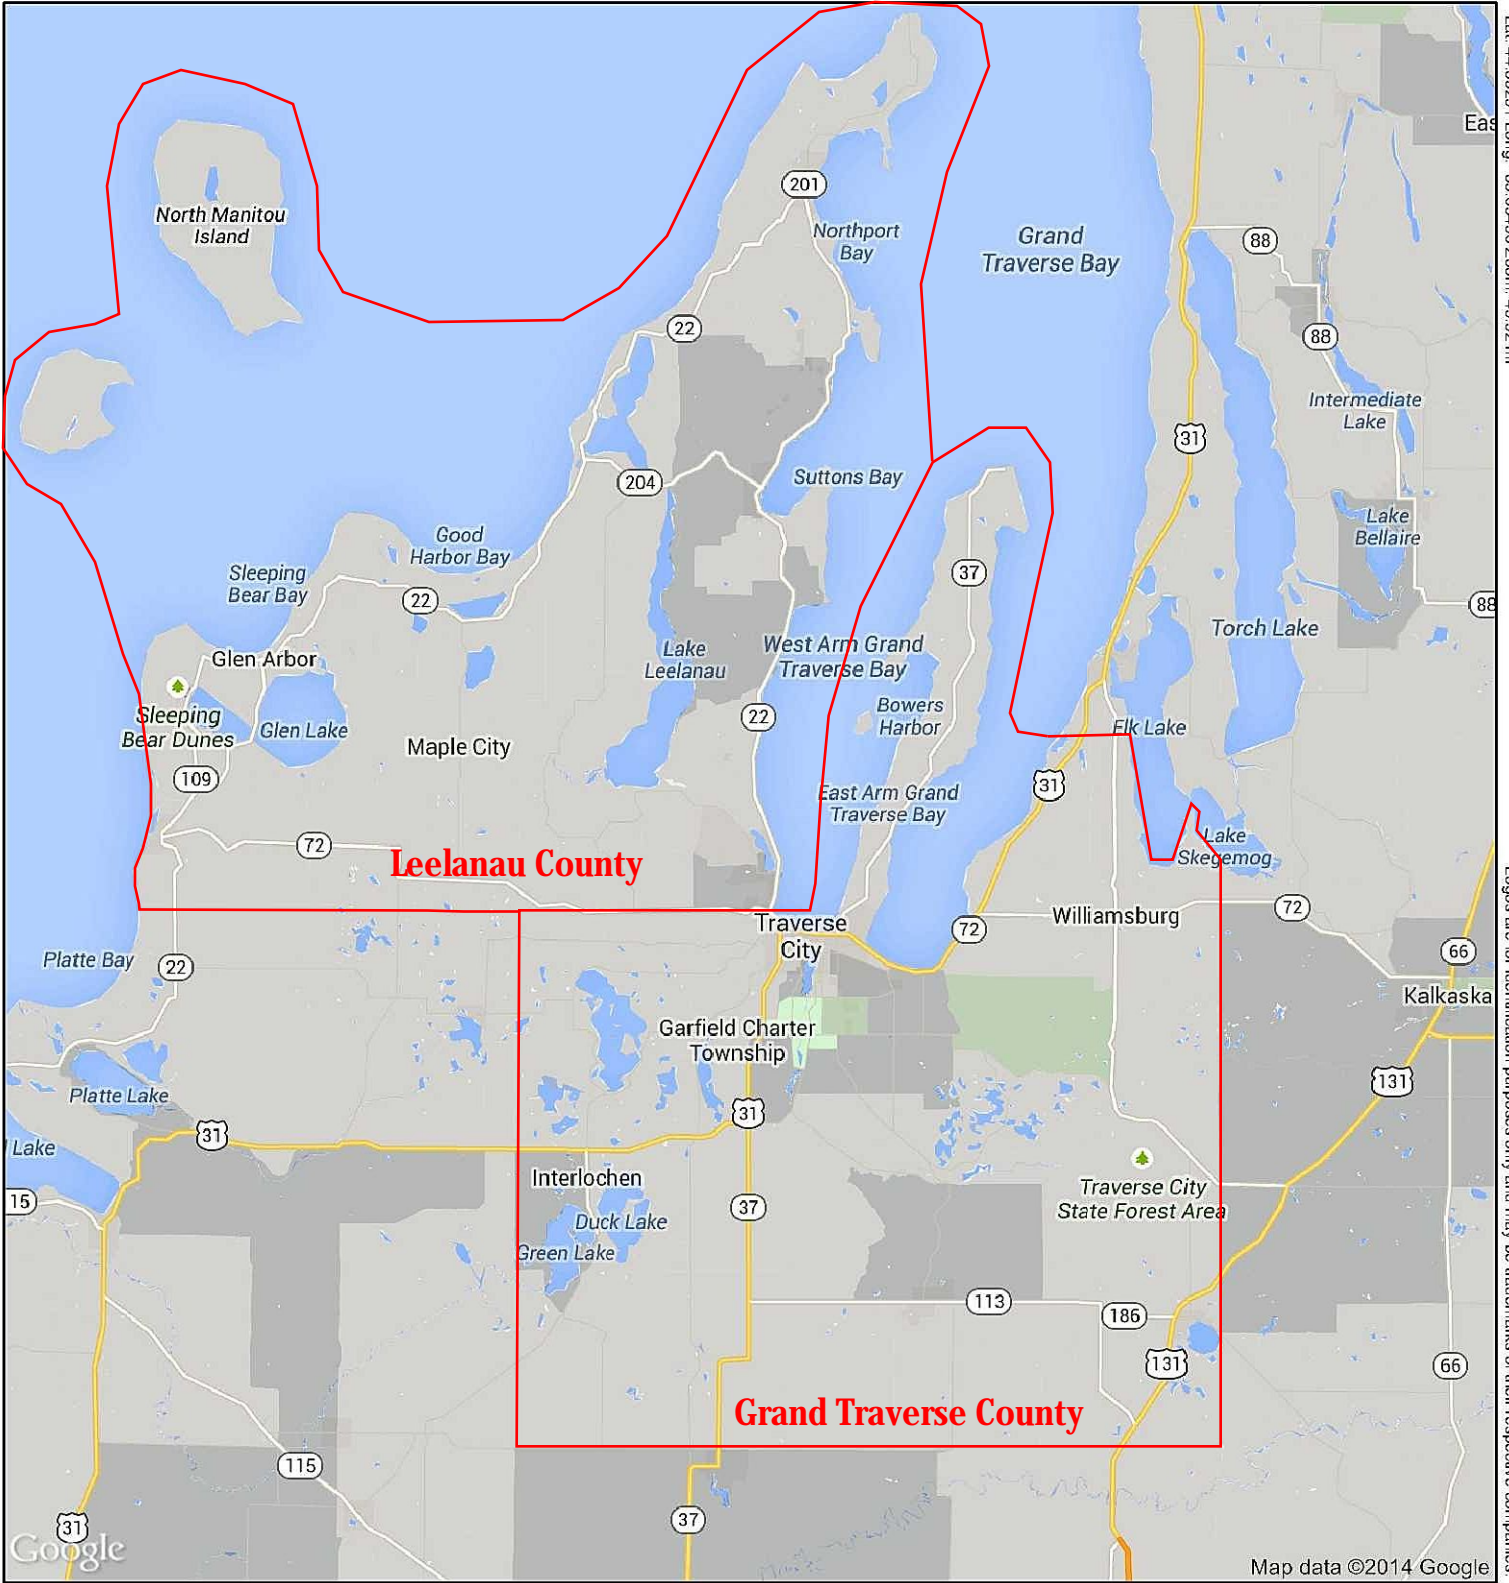 North Manitou
Island
201
Northport
Bay
Grand
Traverse Bay
88
22
88
Intermediate
Lake
31
204
Suttons Bay
Good
Harbor Bay
Lake
Bellaire
Sleeping
Bear Bay
22
37
88
Torch Lake
Glen Arbor
Lake
Leelanau
West Arm Grand
Traverse Bay
Sleeping
Bear Dunes
Glen Lake
Maple City
22
Bowers
Harbor
Elk Lake
109
31
East Arm Grand
Traverse Bay
72
Leelanau County
Lake
Skegemog
Traverse
City
72
Williamsburg
72
Platte Bay
22
66
Kalkaska
Garfield Charter
Township
Platte Lake
131
31
31
Lake
Interlochen
15
Duck Lake
37
Traverse City
State Forest Area
Green Lake
113
186
131
66
Grand Traverse County
115
31
37
Google
Map data ©2014 Google